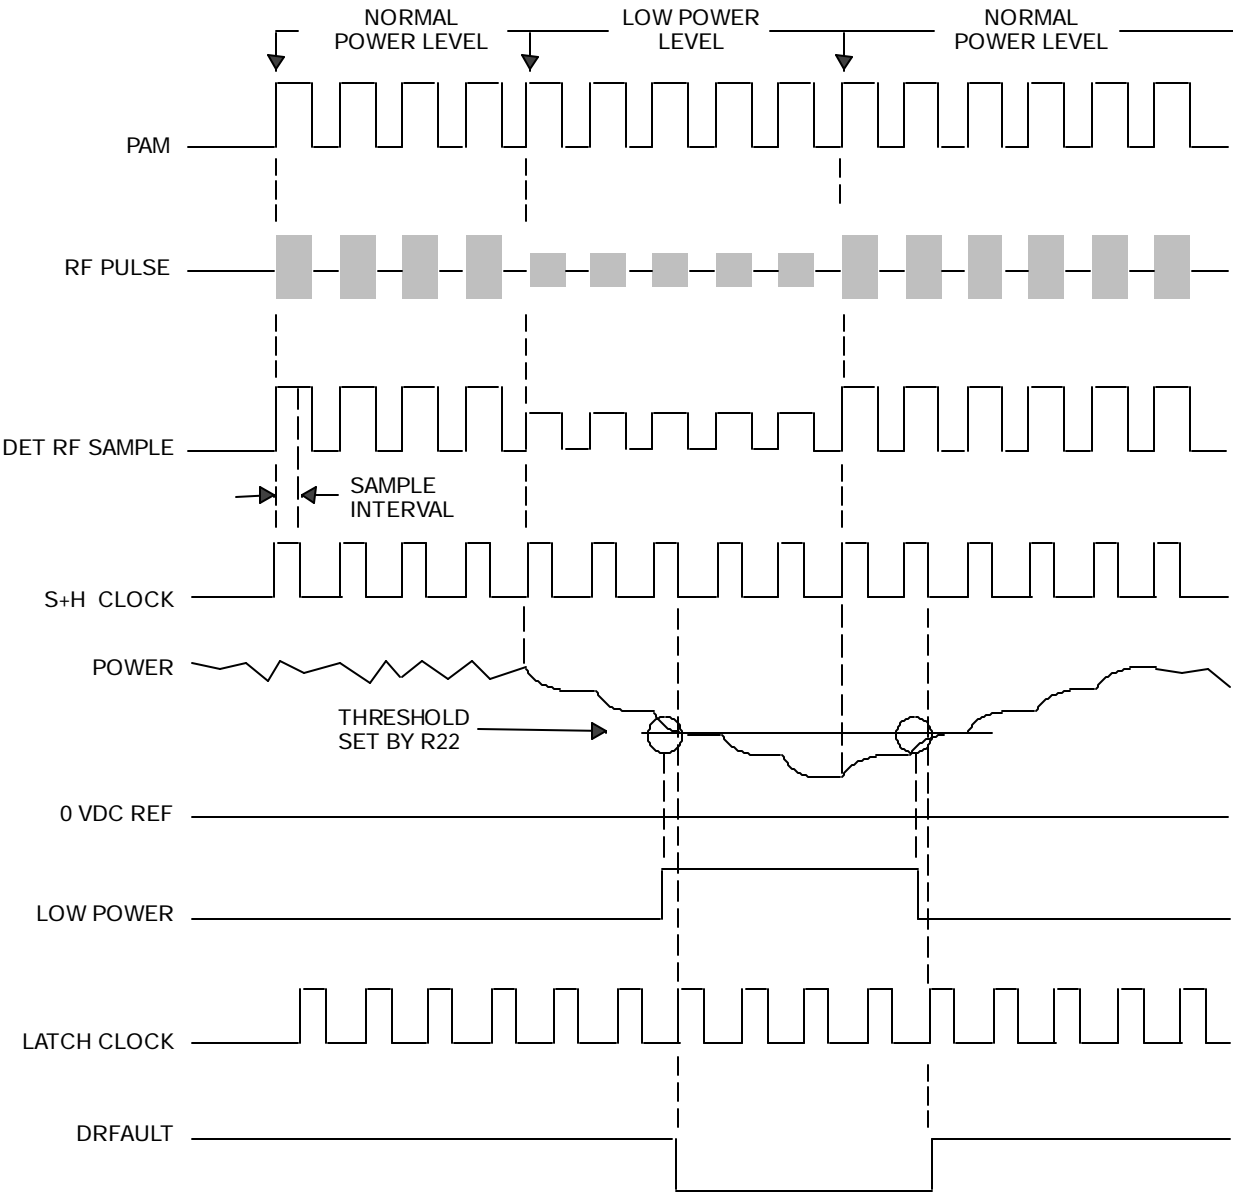 NORMAL
POWER LEVEL
LOW POWER
LEVEL
NORMAL
POWER LEVEL
PAM
RF PULSE
DET RF SAMPLE
SAMPLE
INTERVAL
S+H CLOCK
POWER
THRESHOLD
SET BY R22
0 VDC REF
LOW POWER
LATCH CLOCK
DRFAULT